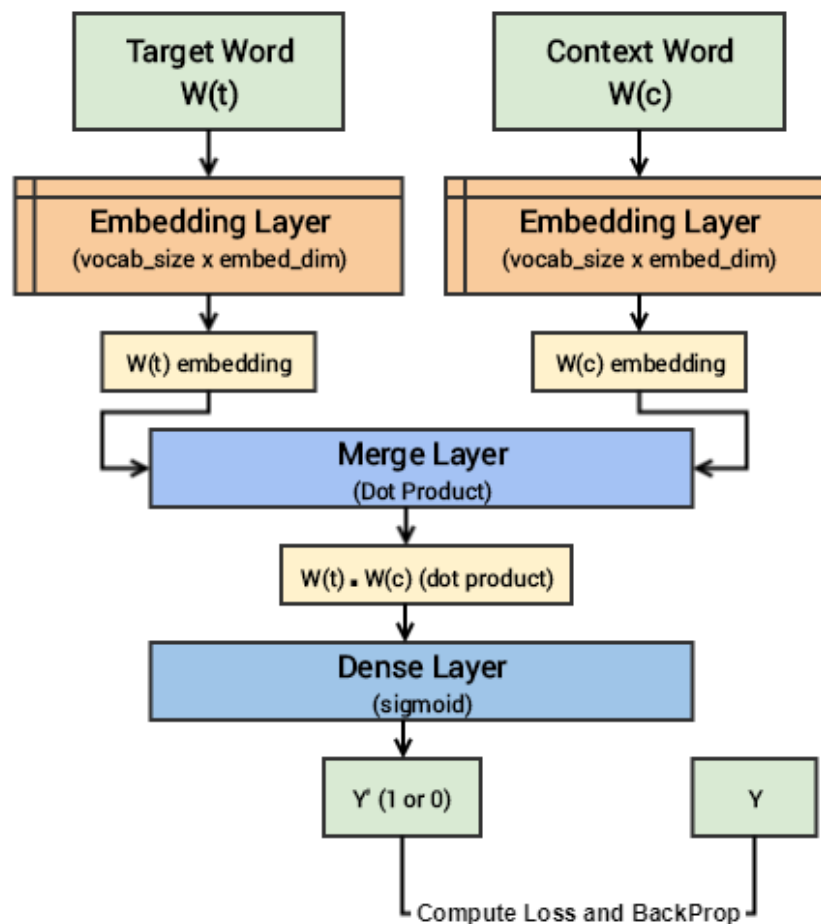 Target Word
W(t)
Context Word
W(c)
Embedding Layer
(vocab_size x embed_dim)
Embedding Layer
(vocab_size x embed_dim)
W(t) embedding
W(c) embedding
Merge Layer
(Dot Product)
W(t) . W(c) (dot product)
Dense Layer
(sigmoid)
Y' (1 or 0)
Y
Compute Loss and BackProp